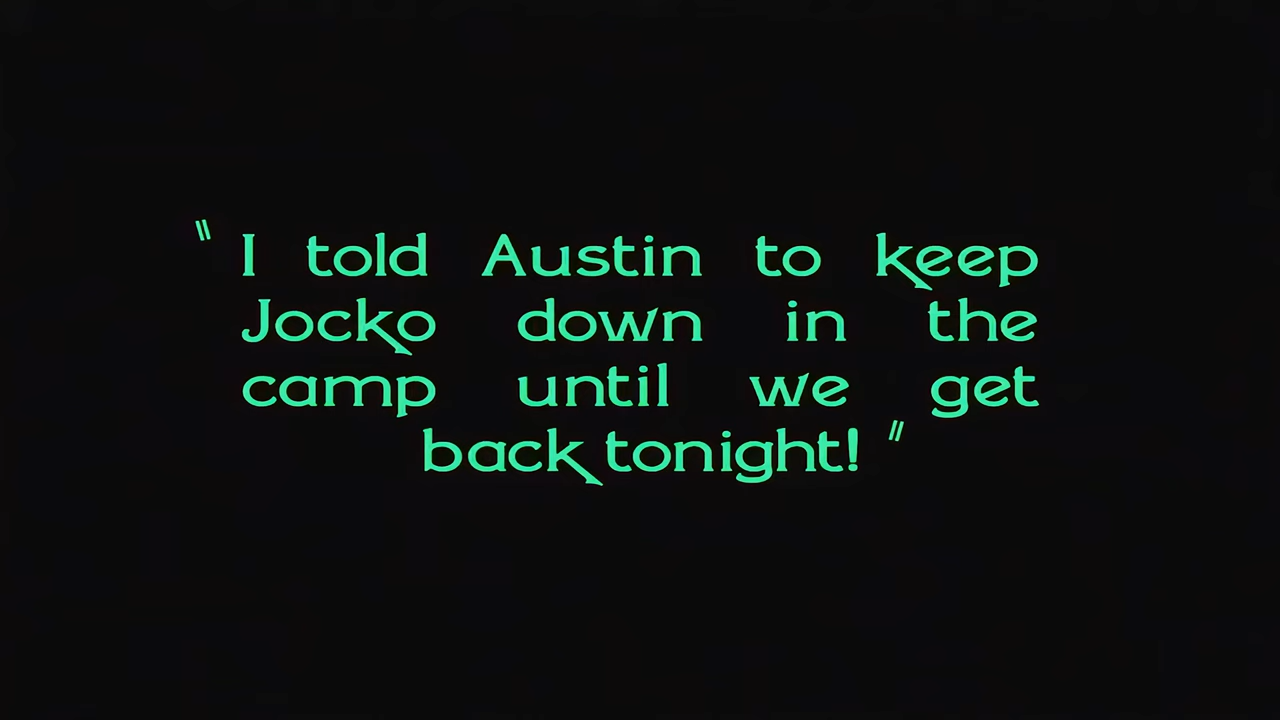 "I told Austin to keep
Jocko down in the
camp until we get
back tonight!"